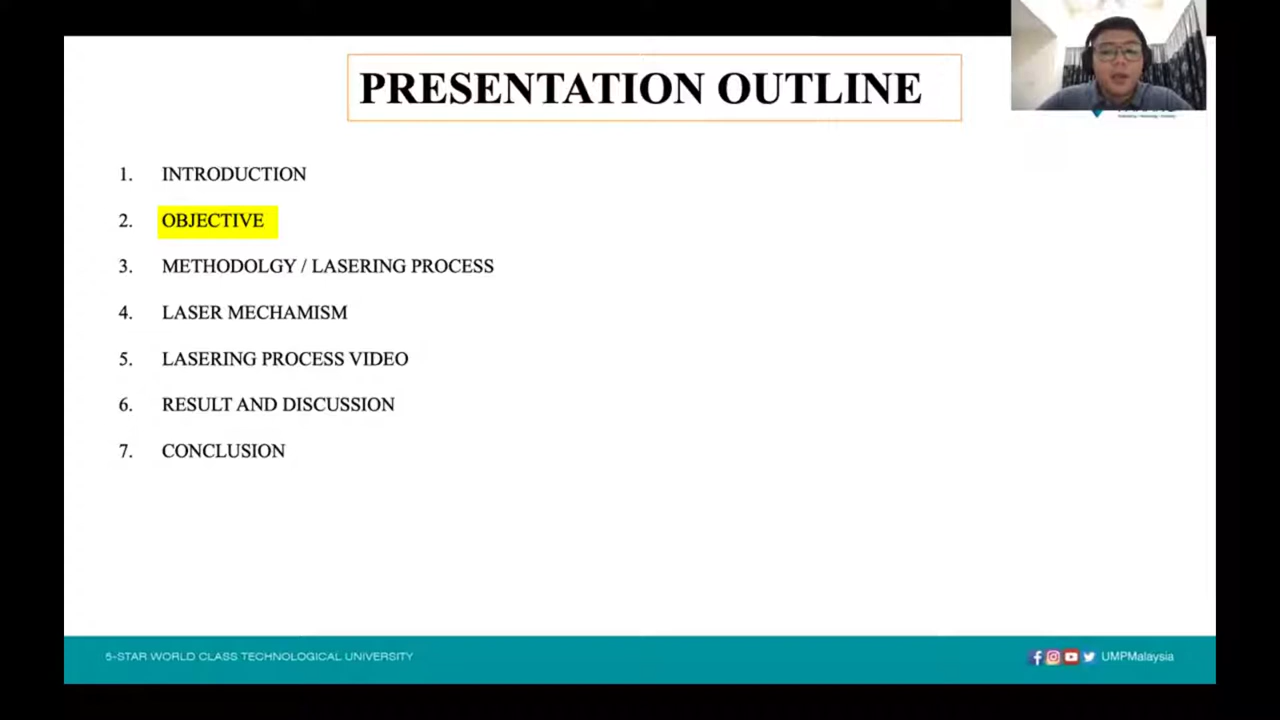 PRESENTATION OUTLINE
1. INTRODUCTION
2. OBJECTIVE
3. METHODOLGY / LASERING PROCESS
4. LASER MECHAMISM
5. LASERING PROCESS VIDEO
6. RESULT AND DISCUSSION
7. CONCLUSION
5-STAR WORLD CLASS TECHNOLOGICAL UNIVERSITY
UMPMalaysia